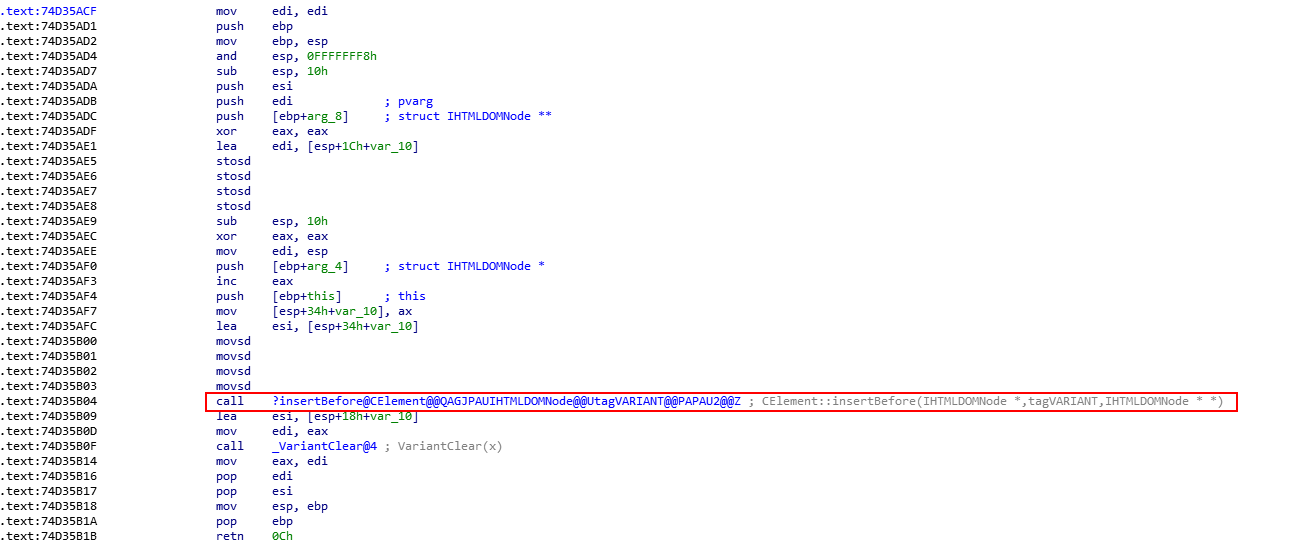 .text:74D35ACF mov edi, edi
.text:74D35AD1 push ebp
.text:74D35AD2 mov ebp, esp
.text:74D35AD4 and esp, 0FFFFFFF8h
.text:74D35AD7 sub esp, 10h
.text:74D35ADA push esi
.text:74D35ADB push edi ; pvarg
.text:74D35ADC push [ebp+arg_8] ; struct IHTMLDOMNode **
.text:74D35ADF xor eax, eax
.text:74D35AE1 lea edi, [esp+1Ch+var_10]
.text:74D35AE5 stosd
.text:74D35AE6 stosd
.text:74D35AE7 stosd
.text:74D35AE8 stosd
.text:74D35AE9 sub esp, 10h
.text:74D35AEC xor eax, eax
.text:74D35AEE mov edi, esp
.text:74D35AF0 push [ebp+arg_4] ; struct IHTMLDOMNode *
.text:74D35AF3 inc eax
.text:74D35AF4 push [ebp+this] ; this
.text:74D35AF7 mov [esp+34h+var_10], ax
.text:74D35AFC lea esi, [esp+34h+var_10]
.text:74D35B00 movsd
.text:74D35B01 movsd
.text:74D35B02 movsd
.text:74D35B03 movsd
.text:74D35B04 call ?insertBefore@CElement@@QAGJPAUIHTMLDOMNode@@UtagVARIANT@@PAPAU2@@Z ; CElement::insertBefore(IHTMLDOMNode *,tagVARIANT,IHTMLDOMNode * *)
.text:74D35B09 lea esi, [esp+18h+var_10]
.text:74D35B0D mov edi, eax
.text:74D35B0F call _VariantClear@4 ; VariantClear(x)
.text:74D35B14 mov eax, edi
.text:74D35B16 pop edi
.text:74D35B17 pop esi
.text:74D35B18 mov esp, ebp
.text:74D35B1A pop ebp
.text:74D35B1B retn 0Ch